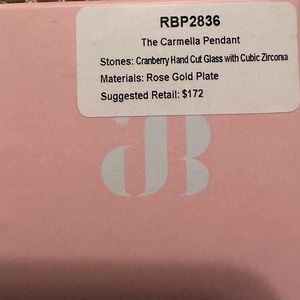 RBP2836
The Carmella Pendant
Stones: Cranberry Hand Cut Glass with Cubic Zirconia
Materials: Rose Gold Plate
Suggested Retail: $172
JB